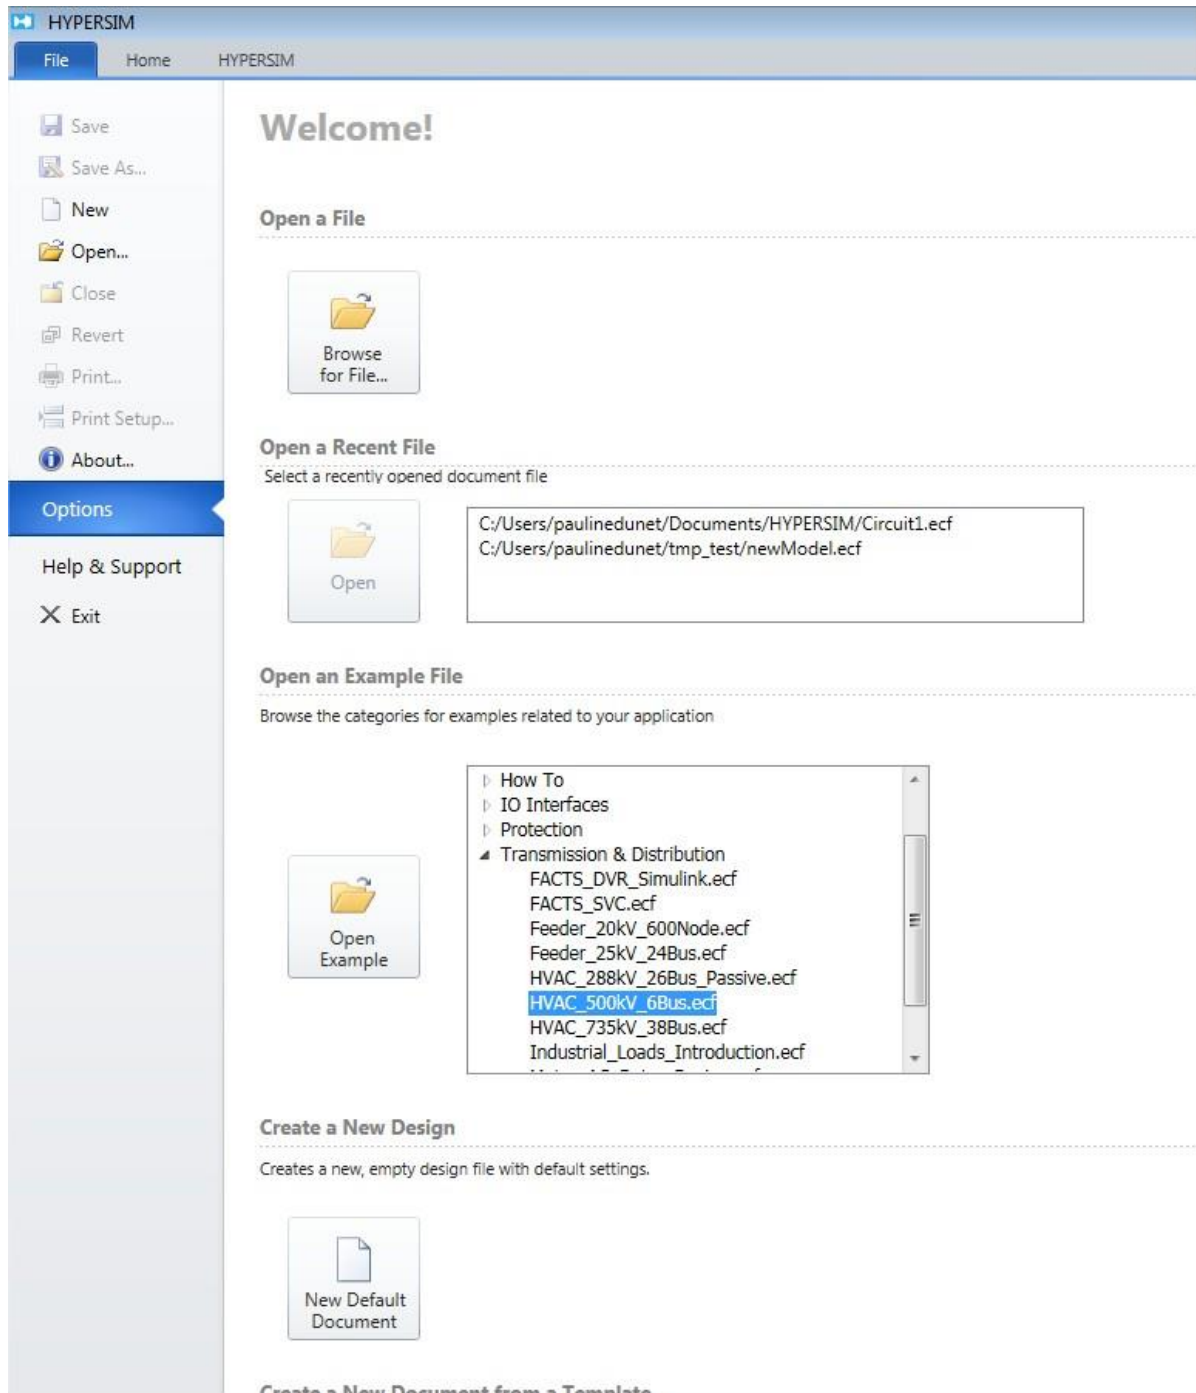 HYPERSIM
File Home HYPERSIM
Save
Save As...
New
Open...
Close
Revert
Print...
Print Setup...
About...
Options
Help & Support
Exit
Welcome!
Open a File
Browse
for File...
Open a Recent File
Select a recently opened document file
Open
C:/Users/paulinedunet/Documents/HYPERSIM/Circuit1.ecf
C:/Users/paulinedunet/tmp_test/newModel.ecf
Open an Example File
Browse the categories for examples related to your application
Open
Example
How To
IO Interfaces
Protection
Transmission & Distribution
FACTS_DVR_Simulink.ecf
FACTS_SVC.ecf
Feeder_20kV_600Node.ecf
Feeder_25kV_24Bus.ecf
HVAC_288kV_26Bus_Passive.ecf
HVAC_500kV_6Bus.ecf
HVAC_735kV_38Bus.ecf
Industrial_Loads_Introduction.ecf
Create a New Design
Creates a new, empty design file with default settings.
New Default
Document
Create a New Document from a Template